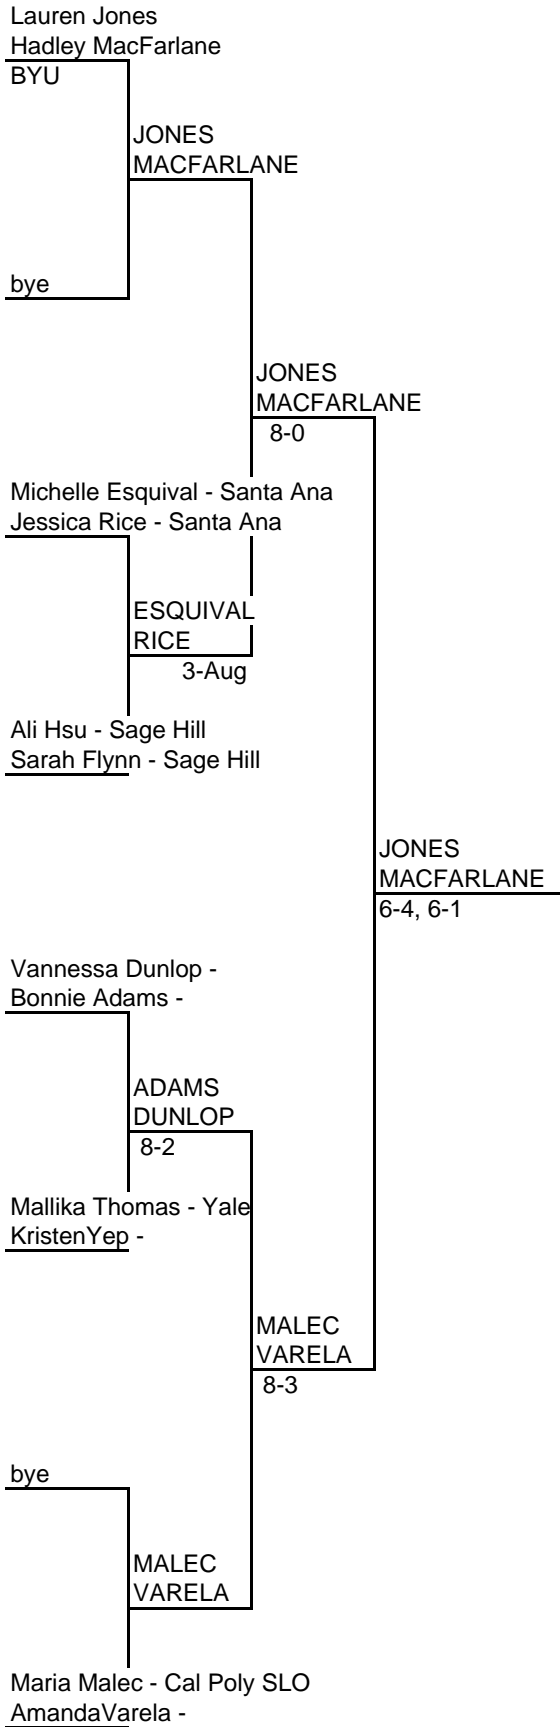 Lauren Jones
Hadley MacFarlane
BYU
JONES
MACFARLANE
bye
JONES
MACFARLANE
8-0
Michelle Esquival - Santa Ana
Jessica Rice - Santa Ana
ESQUIVAL
RICE
3-Aug
Ali Hsu - Sage Hill
Sarah Flynn - Sage Hill
JONES
MACFARLANE
6-4, 6-1
Vannessa Dunlop -
Bonnie Adams -
ADAMS
DUNLOP
8-2
Mallika Thomas - Yale
KristenYep -
MALEC
VARELA
8-3
bye
MALEC
VARELA
Maria Malec - Cal Poly SLO
AmandaVarela -